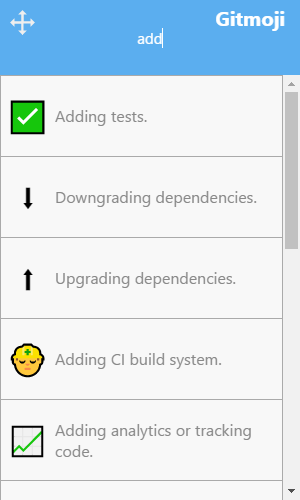 Gitmoji
add
Adding tests.
Downgrading dependencies.
Upgrading dependencies.
Adding CI build system.
Adding analytics or tracking
code.